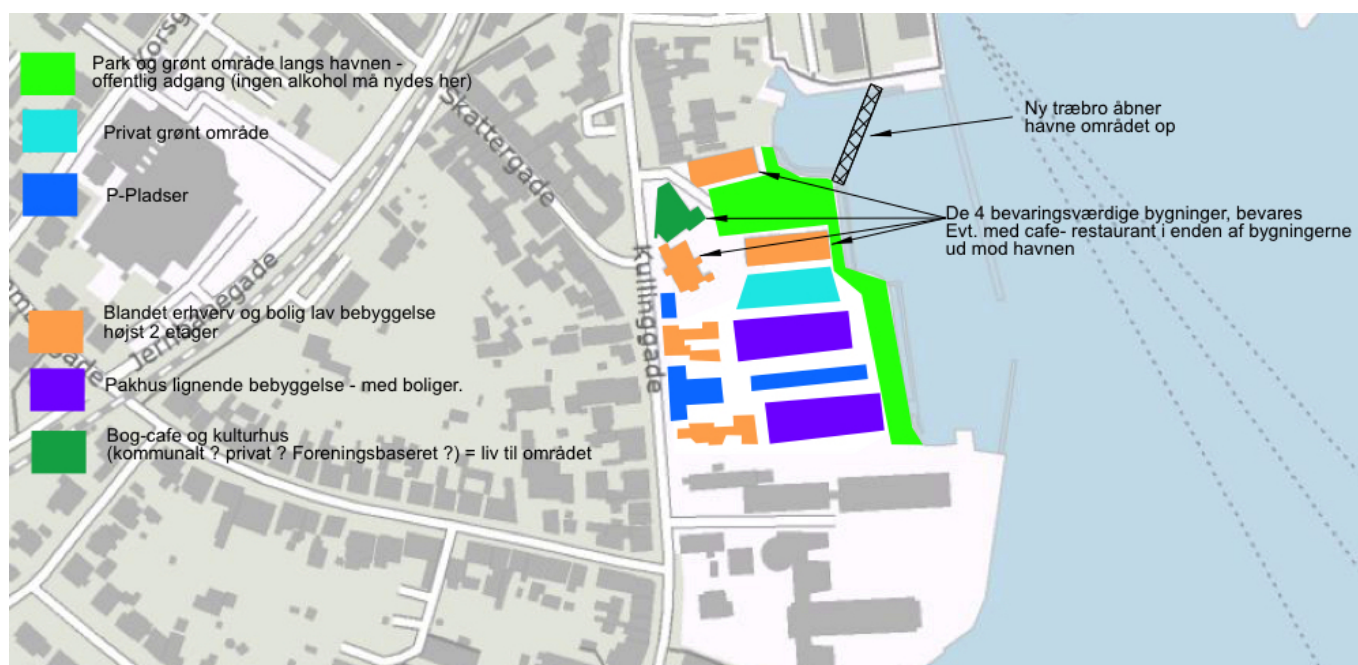 Korsg
Park og grønt område langs havnen -
offentlig adgang (ingen alkohol må nydes her)
Privat grønt område
P-Pladser
Skattergade
Ny træbro åbner
havne området op
De 4 bevaringsværdige bygninger, bevares
Evt. med cafe- restaurant i enden af bygningerne
ud mod havnen
Kullinggade
Jernbanegade
Blandet erhverv og bolig lav bebyggelse
højst 2 etager
Pakhus lignende bebyggelse - med boliger.
Bog-cafe og kulturhus
(kommunalt ? privat ? Foreningsbaseret ?) = liv til området